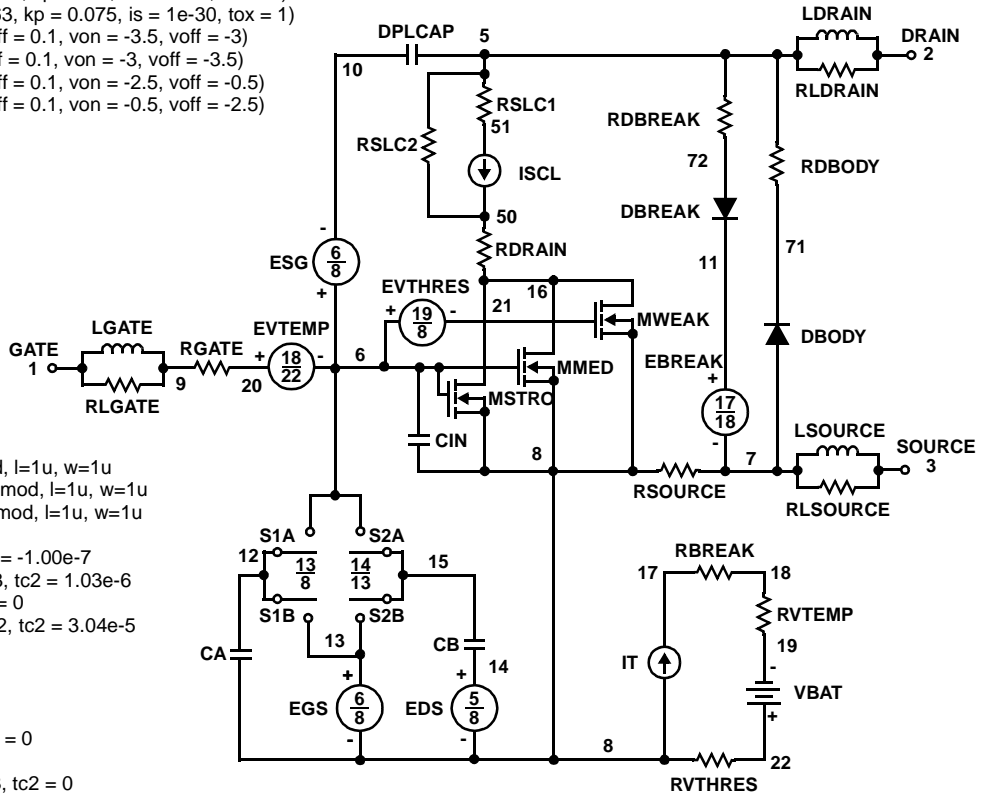 63, kp = 0.075, is = 1e-30, tox = 1)
ff = 0.1, von = -3.5, voff = -3)
f = 0.1, von = -3, voff = -3.5)
ff = 0.1, von = -2.5, voff = -0.5)
ff = 0.1, von = -0.5, voff = -2.5)
LDRAIN
DPLCAP
5
DRAIN
2
10
RLDRAIN
RSLC1
51
RDBREAK
RSLC2
72
RDBODY
ISCL
DBREAK
50
RDRAIN
71
ESG
6
8
-
+
11
EVTHRES
16
21
+
19
8
-
MWEAK
LGATE
EVTEMP
DBODY
GATE
1
RGATE
+
18
22
-
6
MMED
EBREAK
+
9
20
MSTRO
17
18
-
RLGATE
CIN
8
LSOURCE
7
SOURCE
3
RSOURCE
RLSOURCE
d, l=1u, w=1u
mod, l=1u, w=1u
mod, l=1u, w=1u
= -1.00e-7
3, tc2 = 1.03e-6
= 0
2, tc2 = 3.04e-5
= 0
, tc2 = 0
S1A
S2A
12
13
8
14
13
15
S1B
S2B
13
CA
CB
+
+
14
EGS
6
8
-
EDS
5
8
-
8
RBREAK
17
18
RVTEMP
19
IT
-
VBAT
+
22
RVTHRES